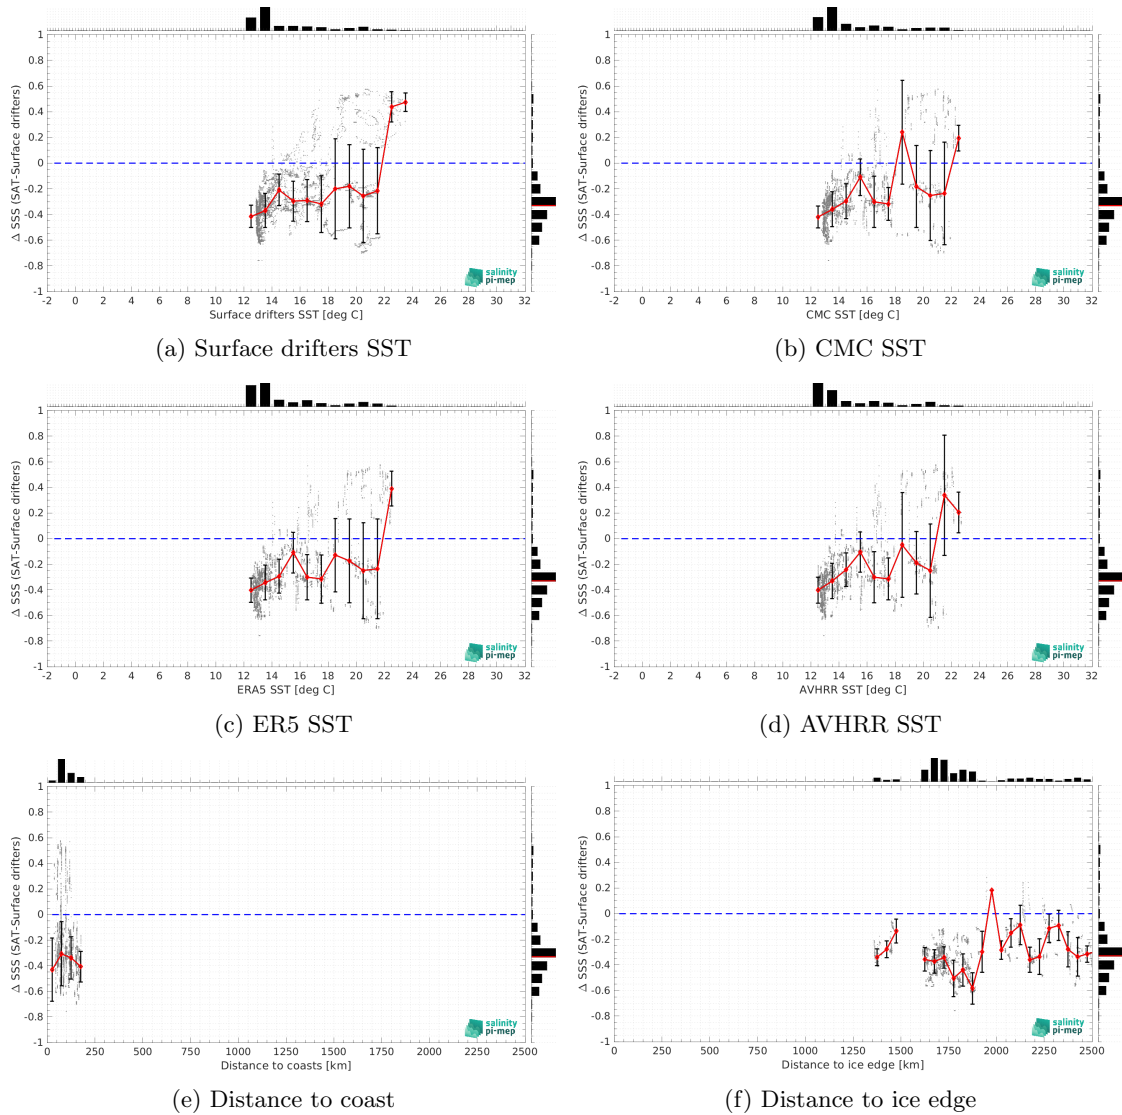 1
0.8
0.6
0.4
0.2
0
-0.2
-0.4
-0.6
-0.8
-1
Δ SSS (SAT-Surface drifters)
salinity
pi-mep
-2 0 2 4 6 8 10 12 14 16 18 20 22 24 26 28 30 32
Surface drifters SST [deg C]
(a) Surface drifters SST
1
0.8
0.6
0.4
0.2
0
-0.2
-0.4
-0.6
-0.8
-1
Δ SSS (SAT-Surface drifters)
salinity
pi-mep
-2 0 2 4 6 8 10 12 14 16 18 20 22 24 26 28 30 32
CMC SST [deg C]
(b) CMC SST
1
0.8
0.6
0.4
0.2
0
-0.2
-0.4
-0.6
-0.8
-1
Δ SSS (SAT-Surface drifters)
salinity
pi-mep
-2 0 2 4 6 8 10 12 14 16 18 20 22 24 26 28 30 32
ERA5 SST [deg C]
(c) ER5 SST
1
0.8
0.6
0.4
0.2
0
-0.2
-0.4
-0.6
-0.8
-1
Δ SSS (SAT-Surface drifters)
salinity
pi-mep
-2 0 2 4 6 8 10 12 14 16 18 20 22 24 26 28 30 32
AVHRR SST [deg C]
(d) AVHRR SST
1
0.8
0.6
0.4
0.2
0
-0.2
-0.4
-0.6
-0.8
-1
Δ SSS (SAT-Surface drifters)
salinity
pi-mep
0 250 500 750 1000 1250 1500 1750 2000 2250 2500
Distance to coasts [km]
(e) Distance to coast
1
0.8
0.6
0.4
0.2
0
-0.2
-0.4
-0.6
-0.8
-1
Δ SSS (SAT-Surface drifters)
salinity
pi-mep
0 250 500 750 1000 1250 1500 1750 2000 2250 2500
Distance to ice edge [km]
(f) Distance to ice edge